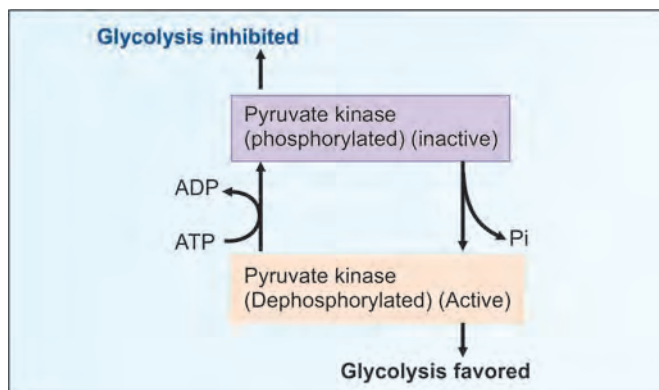 Glycolysis inhibited
Pyruvate kinase
(phosphorylated) (inactive)
ADP
ATP
Pi
Pyruvate kinase
(Dephosphorylated) (Active)
Glycolysis favored